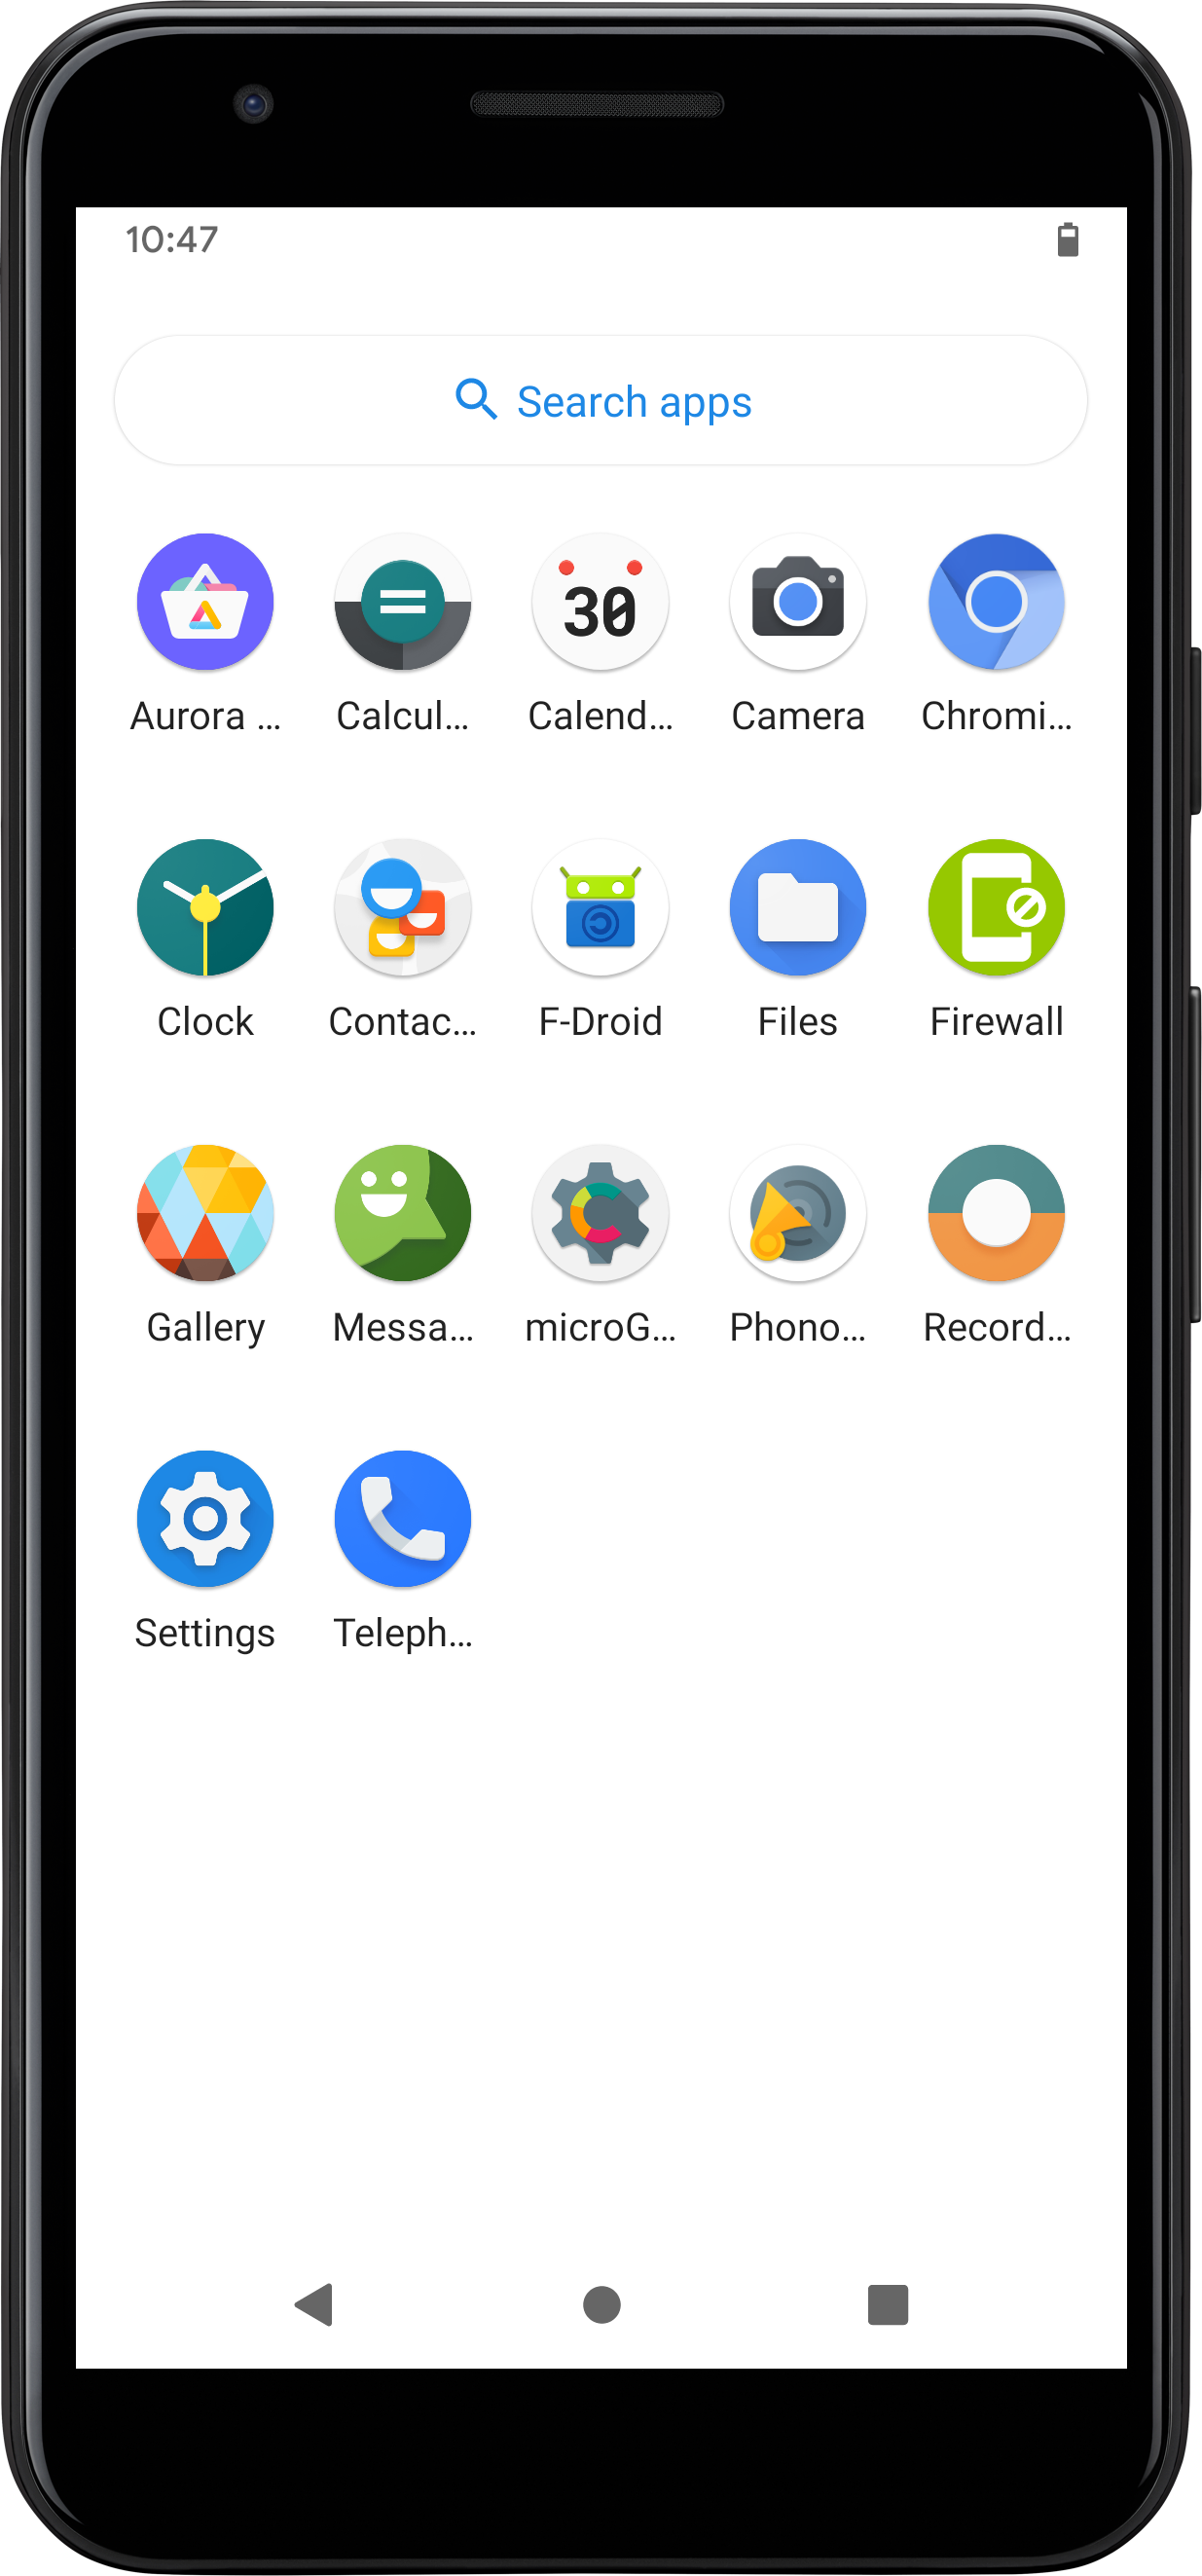 10:47
Search apps
30
Aurora ... Calcul... Calend... Camera Chromi...
Clock Contac... F-Droid Files Firewall
Gallery Messa... microG... Phono... Record...
Settings Teleph...